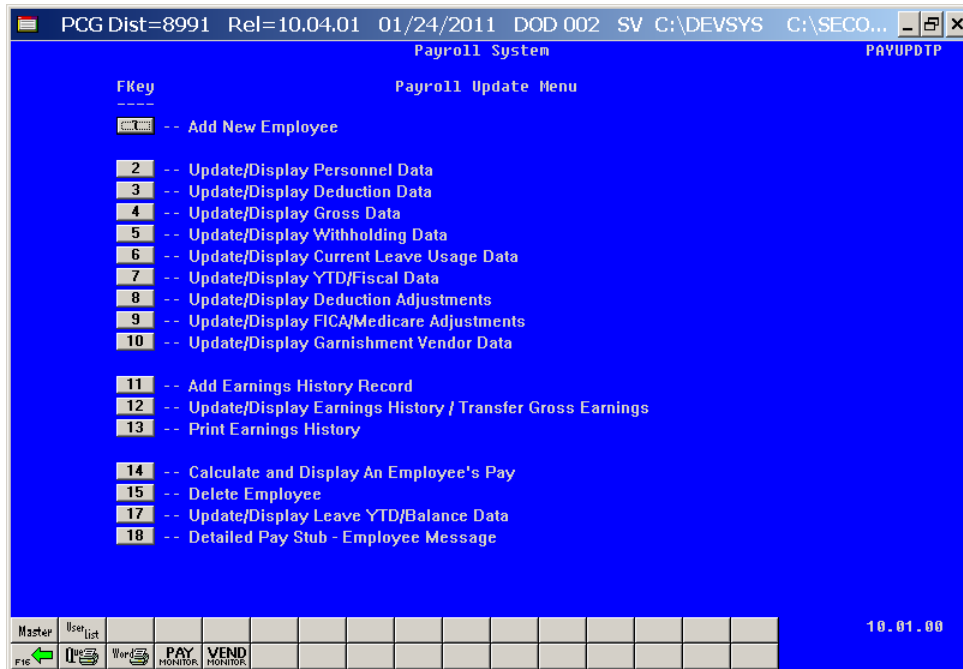 PCG Dist=8991 Rel=10.04.01 01/24/2011 DOD 002 SV C:\DEVSYS C:\SECO...
Payroll System PAYUPDTP
FKey Payroll Update Menu
----
1 -- Add New Employee
2 -- Update/Display Personnel Data
3 -- Update/Display Deduction Data
4 -- Update/Display Gross Data
5 -- Update/Display Withholding Data
6 -- Update/Display Current Leave Usage Data
7 -- Update/Display YTD/Fiscal Data
8 -- Update/Display Deduction Adjustments
9 -- Update/Display FICA/Medicare Adjustments
10 -- Update/Display Garnishment Vendor Data
11 -- Add Earnings History Record
12 -- Update/Display Earnings History / Transfer Gross Earnings
13 -- Print Earnings History
14 -- Calculate and Display An Employee's Pay
15 -- Delete Employee
17 -- Update/Display Leave YTD/Balance Data
18 -- Detailed Pay Stub - Employee Message
Master User List 10.01.00
F16 Que Word PAY MONITOR VEND MONITOR